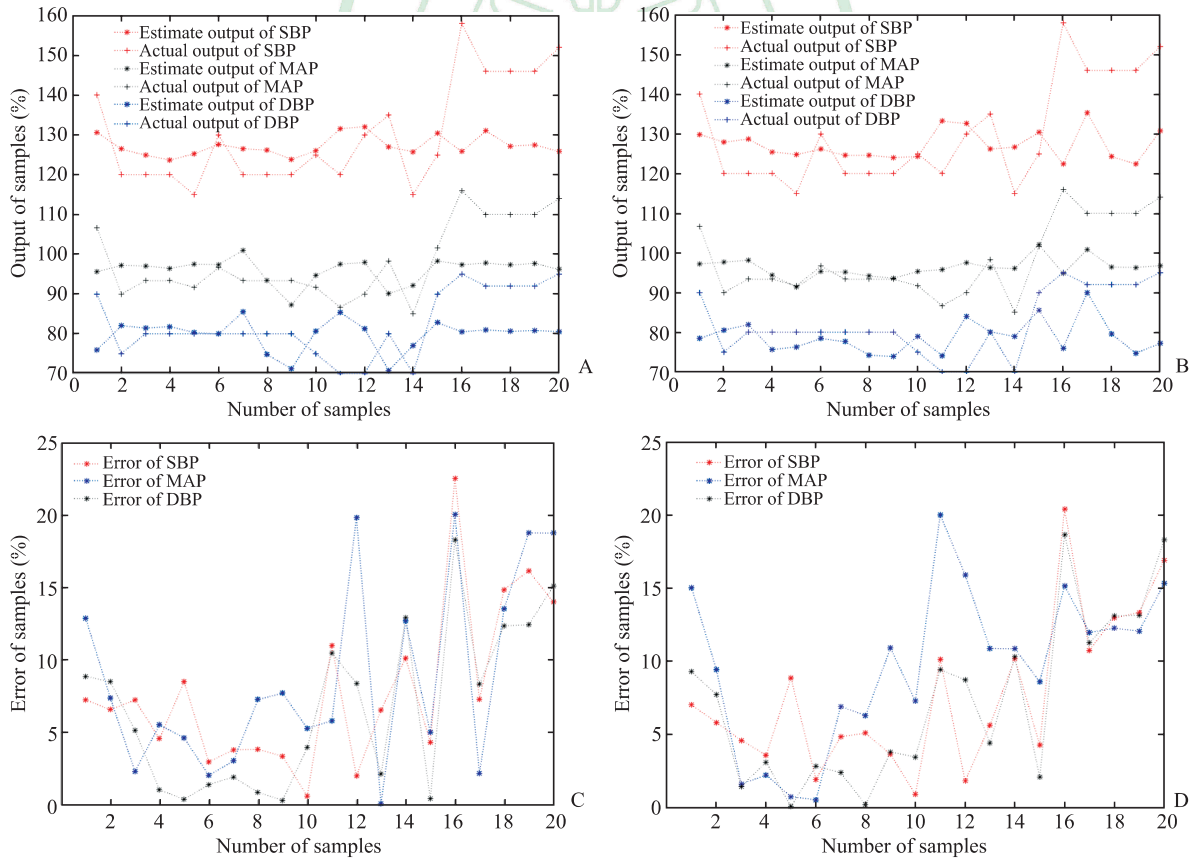 160
150
140
130
120
110
100
90
80
70
Output of samples (%)
Estimate output of SBP
Actual output of SBP
Estimate output of MAP
Actual output of MAP
Estimate output of DBP
Actual output of DBP
0 2 4 6 8 10 12 14 16 18 20
Number of samples
A
160
150
140
130
120
110
100
90
80
70
Output of samples (%)
Estimate output of SBP
Actual output of SBP
Estimate output of MAP
Actual output of MAP
Estimate output of DBP
Actual output of DBP
0 2 4 6 8 10 12 14 16 18 20
Number of samples
B
25
20
15
10
5
0
Error of samples (%)
Error of SBP
Error of MAP
Error of DBP
2 4 6 8 10 12 14 16 18 20
Number of samples
C
25
20
15
10
5
0
Error of samples (%)
Error of SBP
Error of MAP
Error of DBP
2 4 6 8 10 12 14 16 18 20
Number of samples
D